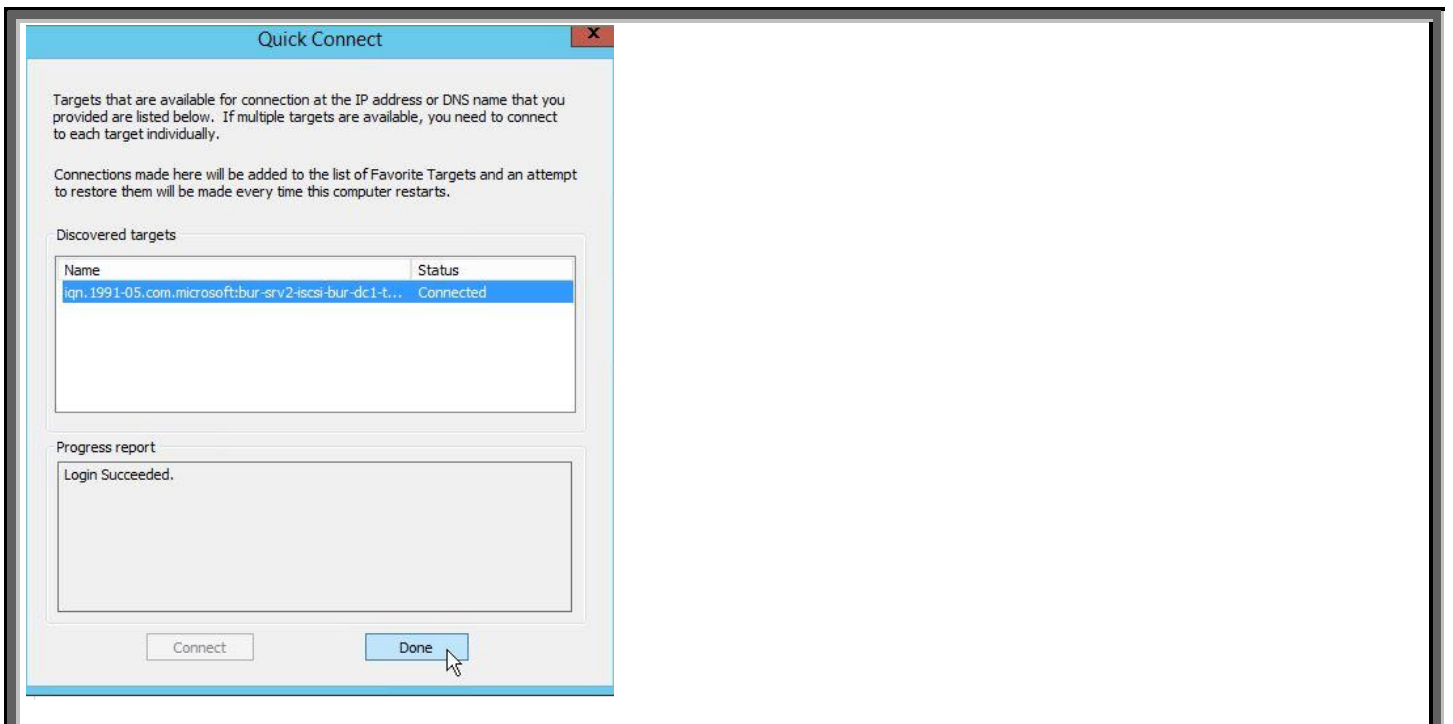 Quick Connect
x
Targets that are available for connection at the IP address or DNS name that you
provided are listed below.  If multiple targets are available, you need to connect
to each target individually.
Connections made here will be added to the list of Favorite Targets and an attempt
to restore them will be made every time this computer restarts.
Discovered targets
Name Status
iqn.1991-05.com.microsoft:bur-srv2-iscsi-bur-dc1-t... Connected
Progress report
Login Succeeded.
Connect Done